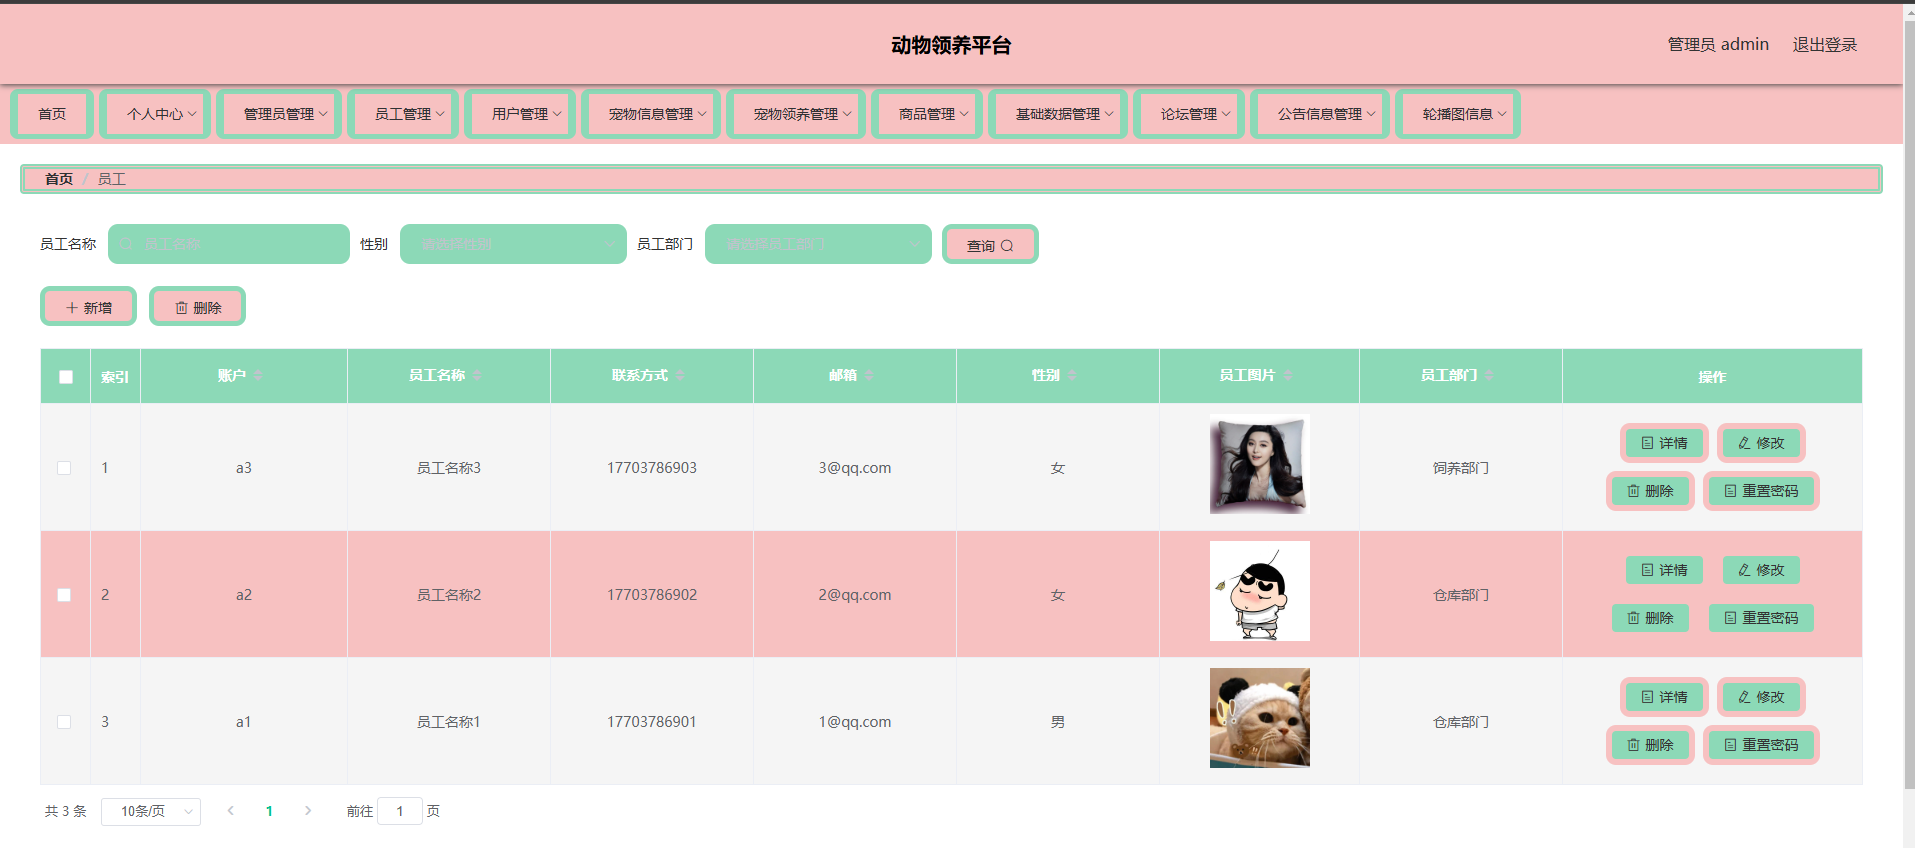 动物领养平台
管理员 admin 退出登录
首页 个人中心 管理员管理 员工管理 用户管理 宠物信息管理 宠物领养管理 商品管理 基础数据管理 论坛管理 公告信息管理 轮播图信息
首页 / 员工
员工名称 员工名称 性别 请选择性别 员工部门 请选择员工部门 查询
新增 删除
索引 账户 员工名称 联系方式 邮箱 性别 员工图片 员工部门 操作
1 a3 员工名称3 17703786903 3@qq.com 女 饲养部门 详情 修改
删除 重置密码
2 a2 员工名称2 17703786902 2@qq.com 女 仓库部门 详情 修改
删除 重置密码
3 a1 员工名称1 17703786901 1@qq.com 男 仓库部门 详情 修改
删除 重置密码
共 3 条 10条/页 1 前往 1 页